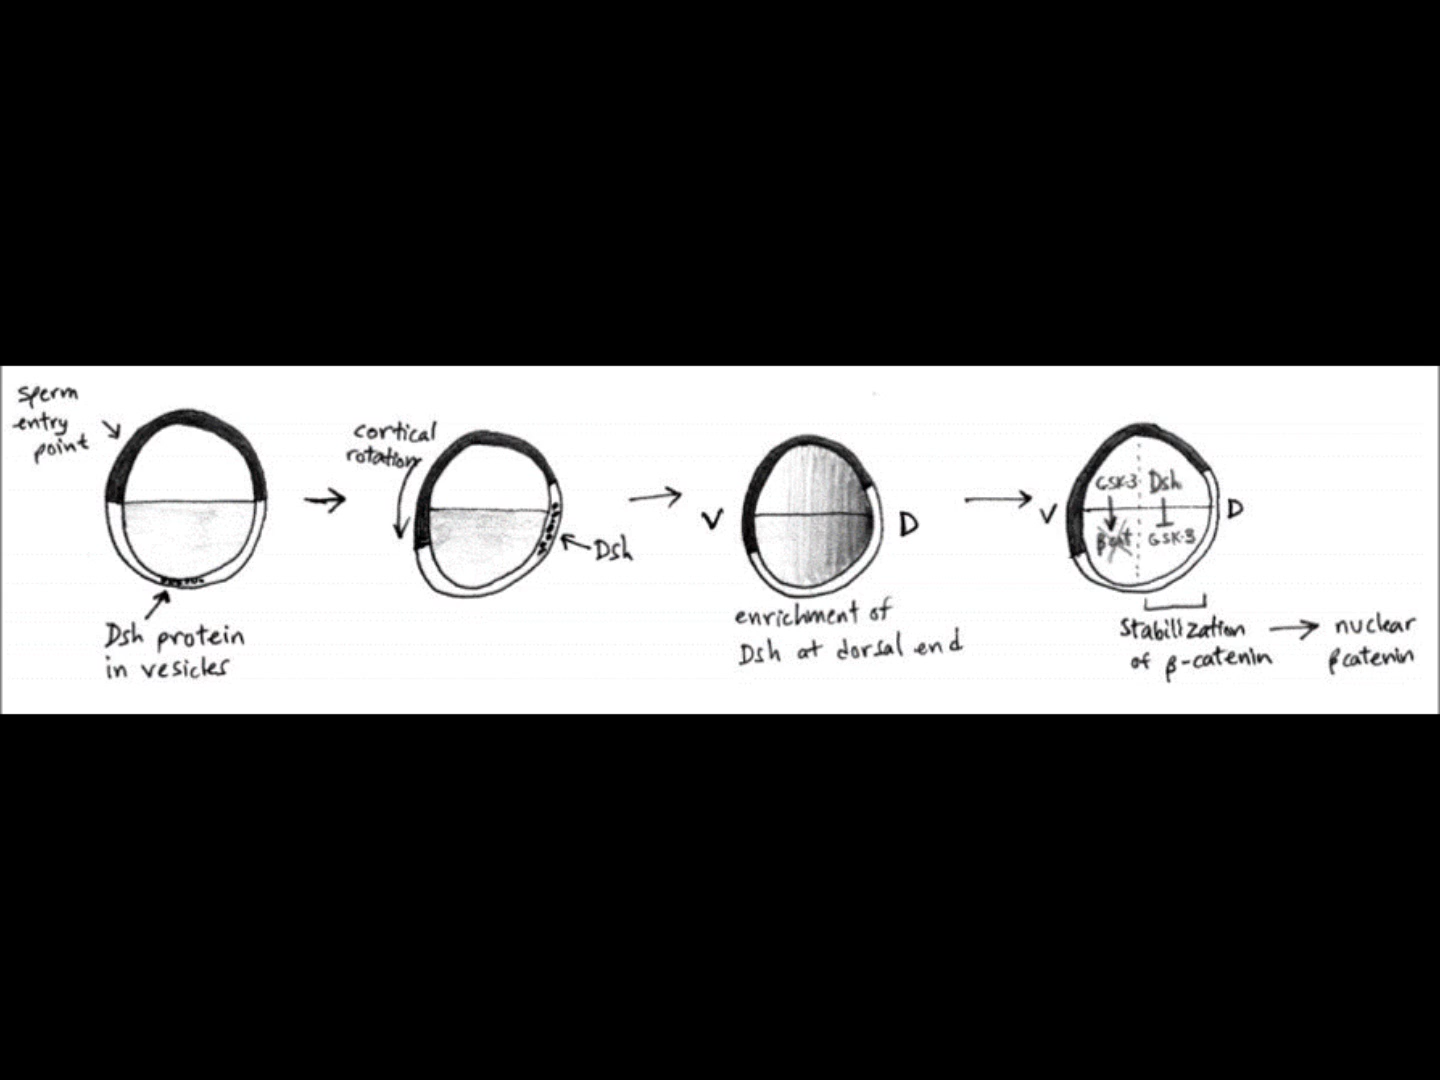 sperm
entry
point
Dsh protein
in vesicles
cortical
rotation
Dsh
V
D
enrichment of
Dsh at dorsal end
V
D
GSK-3
βcat
Dsh
GSK-3
Stabilization
of β-catenin
nuclear
βcatenin